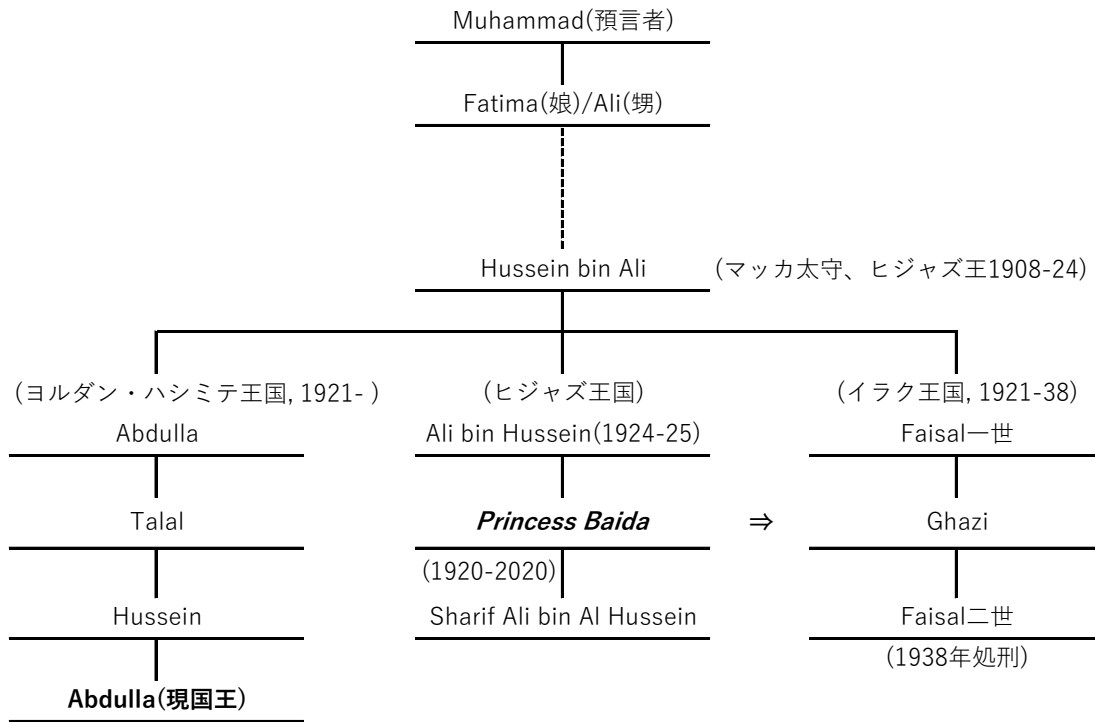 Muhammad(預言者)
Fatima(娘)/Ali(甥)
Hussein bin Ali (マッカ太守、ヒジャズ王1908-24)
(ヨルダン・ハシミテ王国, 1921- ) (ヒジャズ王国) (イラク王国, 1921-38)
Abdulla Ali bin Hussein(1924-25) Faisal一世
Talal Princess Baida ⇒ Ghazi
(1920-2020)
Hussein Sharif Ali bin Al Hussein Faisal二世
(1938年処刑)
Abdulla(現国王)